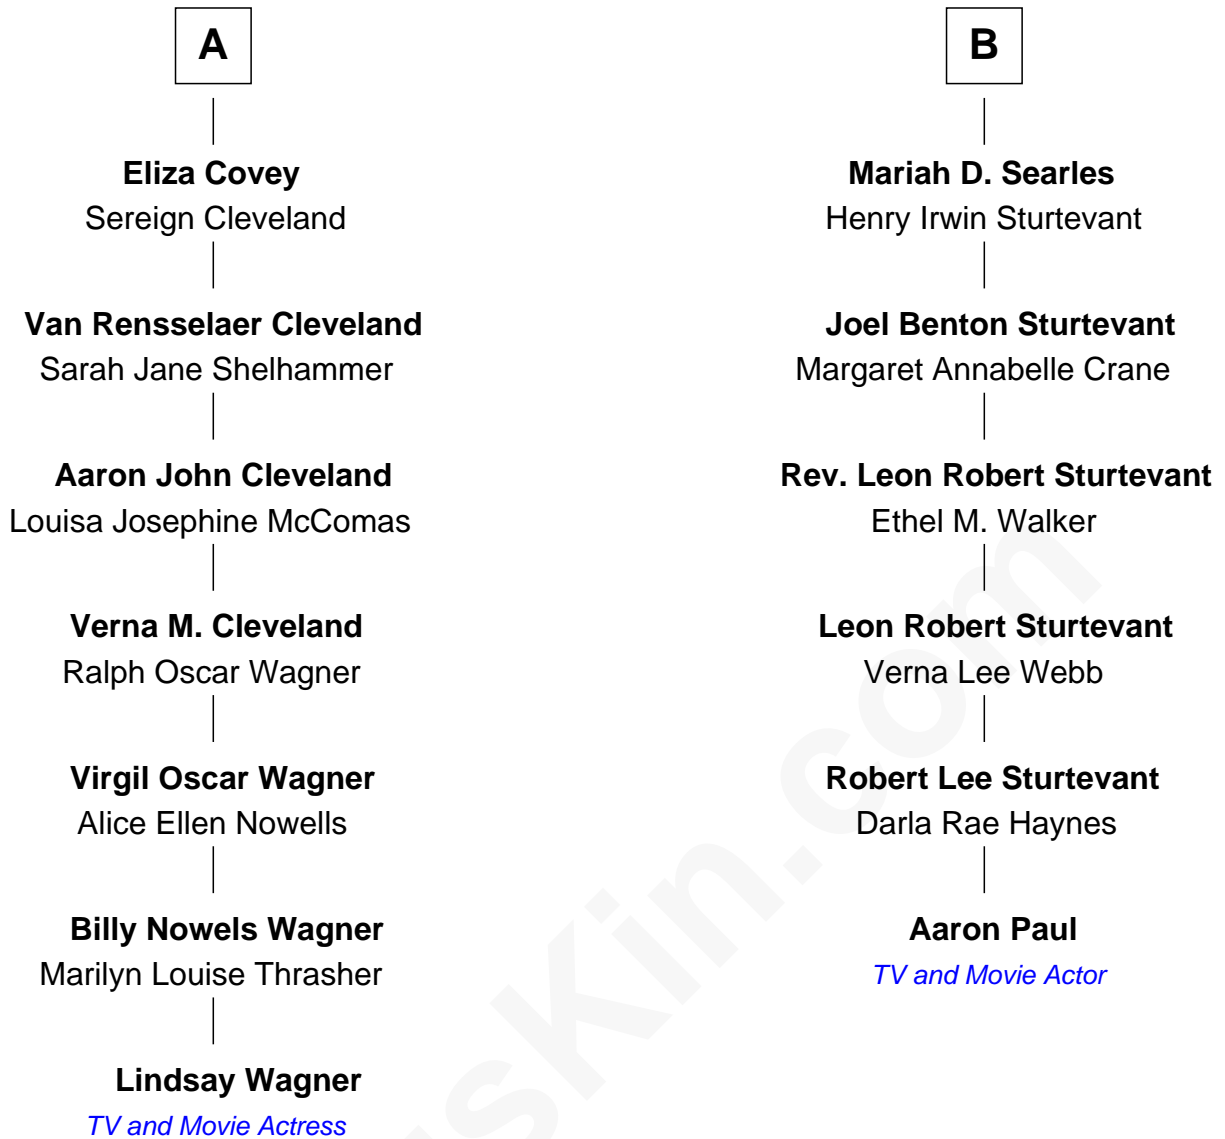 A
Eliza Covey
Sereign Cleveland
Van Rensselaer Cleveland
Sarah Jane Shelhammer
Aaron John Cleveland
Louisa Josephine McComas
Verna M. Cleveland
Ralph Oscar Wagner
Virgil Oscar Wagner
Alice Ellen Nowells
Billy Nowels Wagner
Marilyn Louise Thrasher
Lindsay Wagner
TV and Movie Actress
B
Mariah D. Searles
Henry Irwin Sturtevant
Joel Benton Sturtevant
Margaret Annabelle Crane
Rev. Leon Robert Sturtevant
Ethel M. Walker
Leon Robert Sturtevant
Verna Lee Webb
Robert Lee Sturtevant
Darla Rae Haynes
Aaron Paul
TV and Movie Actor
sKin.com